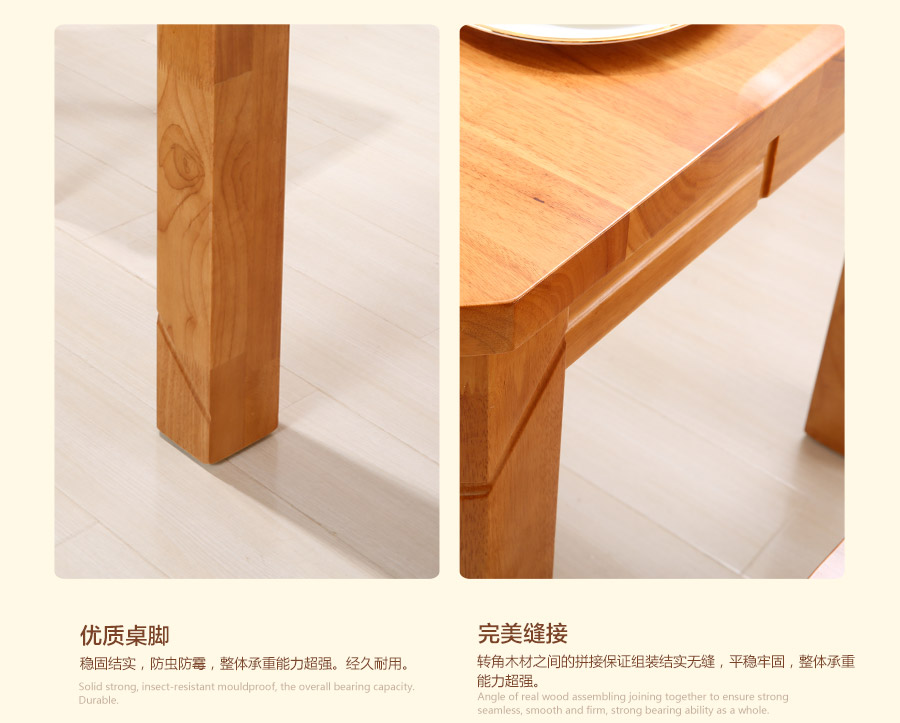 优质桌脚
稳固结实，防虫防霉，整体承重能力超强。经久耐用。
Solid strong, insect-resistant mouldproof, the overall bearing capacity.
Durable.
完美缝接
转角木材之间的拼接保证组装结实无缝，平稳牢固，整体承重
能力超强。
Angle of real wood assembling joining together to ensure strong
seamless, smooth and firm, strong bearing ability as a whole.